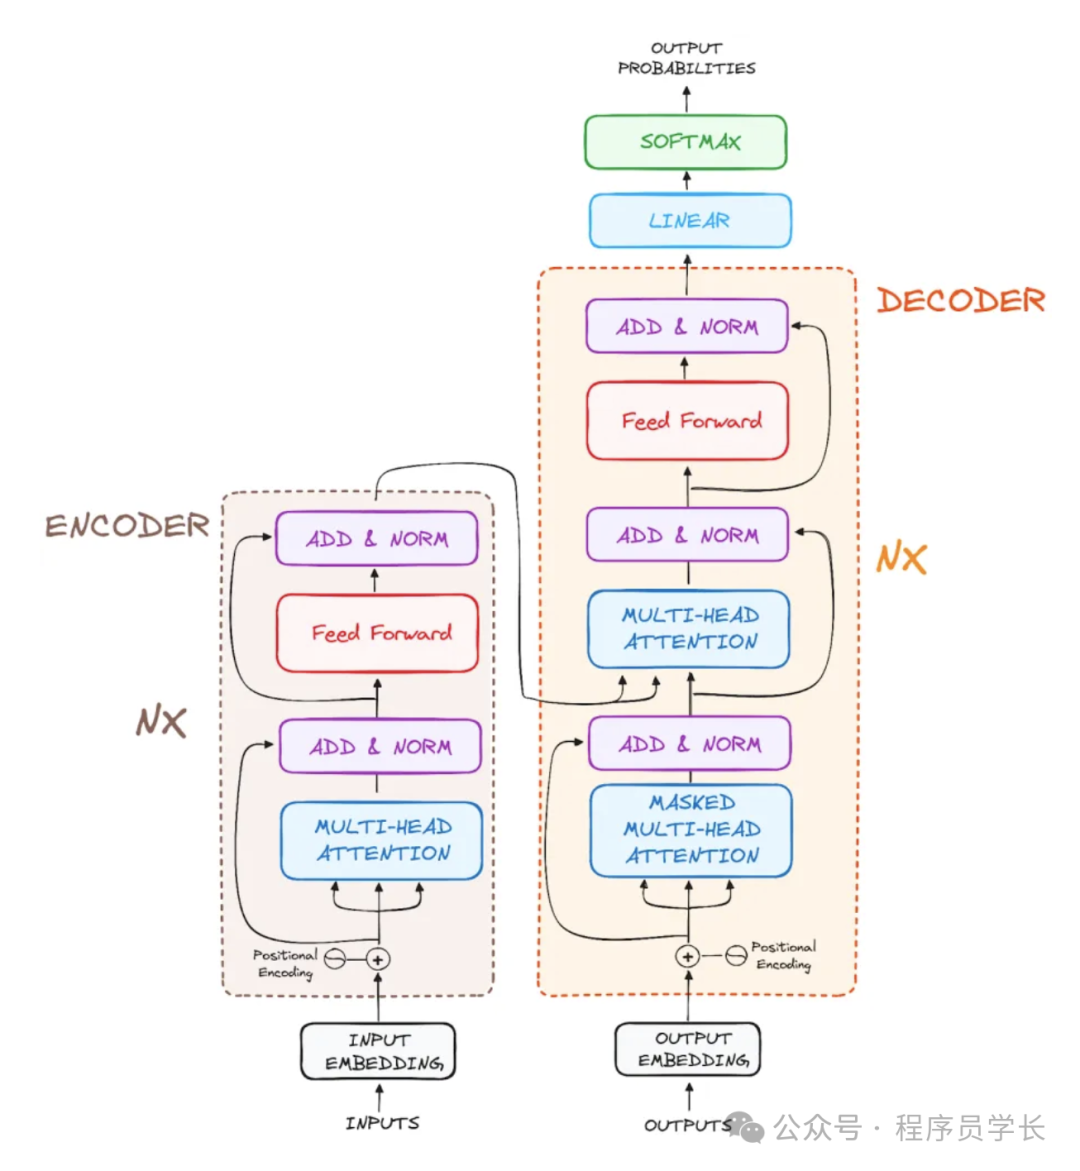 OUTPUT
PROBABILITIES
SOFTMAX
LINEAR
DECODER
ADD & NORM
Feed Forward
ADD & NORM
NX
MULTI-HEAD
ATTENTION
ADD & NORM
MASKED
MULTI-HEAD
ATTENTION
Positional
Encoding
OUTPUT
EMBEDDING
OUTPUTS
ENCODER
ADD & NORM
Feed Forward
NX
ADD & NORM
MULTI-HEAD
ATTENTION
Positional
Encoding
INPUT
EMBEDDING
INPUTS
公众号 · 程序员学长